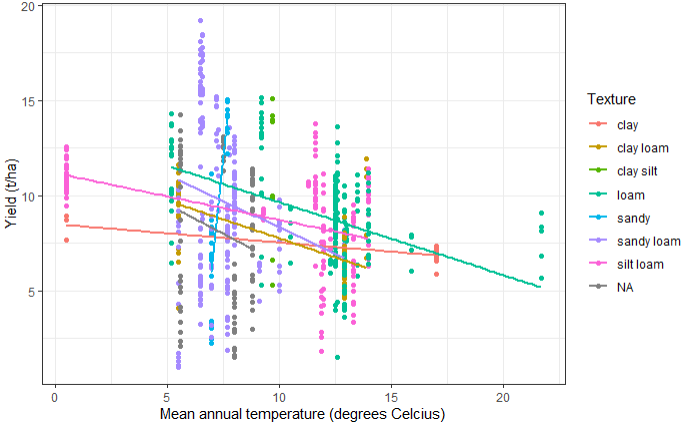 Yield (t/ha)
20
15
10
5
0 5 10 15 20
Mean annual temperature (degrees Celcius)
Texture
clay
clay loam
clay silt
loam
sandy
sandy loam
silt loam
NA